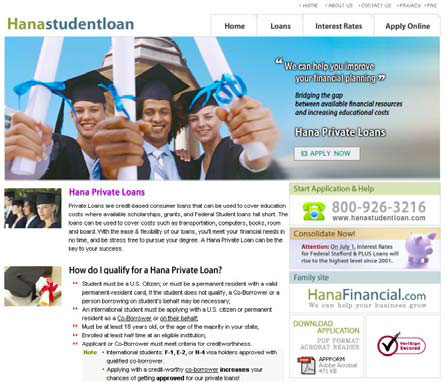 HOME ABOUT US CONTACT US PRIVACY FAQ
Hanastudentloan
Home Loans Interest Rates Apply Online
“ We can help you improve
your financial planning ”
Bridging the gap
between available financial resources
and increasing educational costs
Hana Private Loans
APPLY NOW
Hana Private Loans
Private Loans are credit-based consumer loans that can be used to cover education
costs where available scholarships, grants, and Federal Student loans fall short. The
loans can be used to cover costs such as transportation, computers, books, room
and board. With the ease & flexibility of our loans, you'll meet your financial needs in
no time, and be stress free to pursue your degree. A Hana Private Loan can be the
key to your success.
How do I qualify for a Hana Private Loan?
Student must be a U.S. Citizen; or must be a permanent resident with a valid
permanent-resident card, if the student does not qualify, a Co-Borrower or a
person borrowing on student's behalf may be necessary;
An international student must be applying with a U.S. citizen or permanent
resident as a Co-Borrower or on their behalf;
Must be at least 18 years old, or the age of the majority in your state;
Enrolled at least half time at an eligible institution;
Applicant or Co-Borrower must meet criteria for creditworthiness.
Note • International students: F-1, E-2, or H-4 visa holders approved with
qualified co-borrower.
• Applying with a credit-worthy co-borrower increases your
chances of getting approved for our private loans!
Start Application & Help
800-926-3216
www.hanastudentloan.com
Consolidate Now!
Attention: On July 1, Interest Rates
for Federal Stafford & PLUS Loans will
rise to the highest level since 2001.
Family site
HanaFinancial.com
We can help your business grow
DOWNLOAD
APPLICATION
PDF FORMAT
ACROBAT READER
APPFORM
Adobe Acrobat
471 KB
VeriSign
Secured